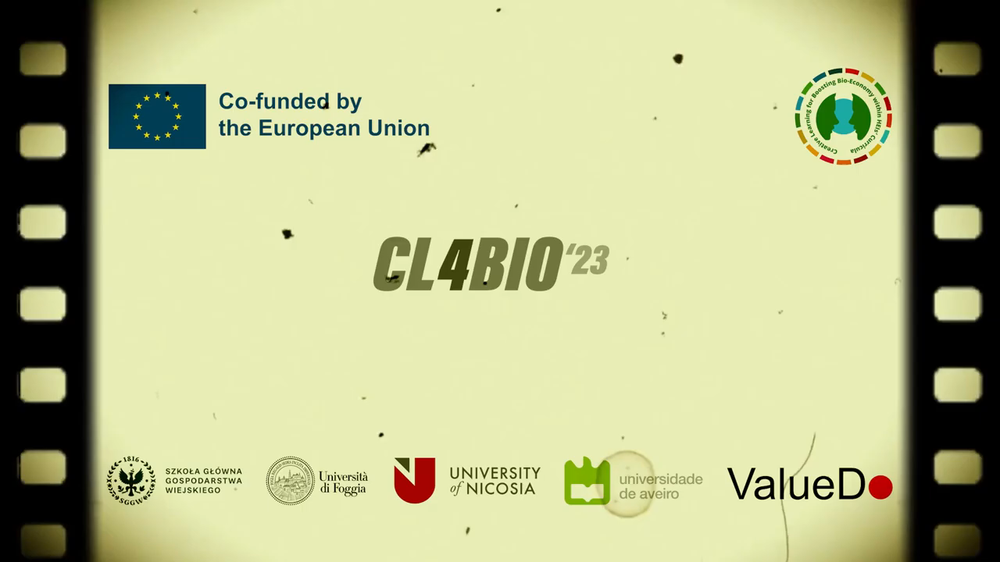 Co-funded by
the European Union
Creative Learning for Boosting Bio-Economy within HEIs' Curricula
CL4BIO‘23
1816
SGGW
SZKOŁA GŁÓWNA
GOSPODARSTWA
WIEJSKIEGO
Università
di Foggia
UNIVERSITY
of NICOSIA
universidade
de aveiro
ValueD